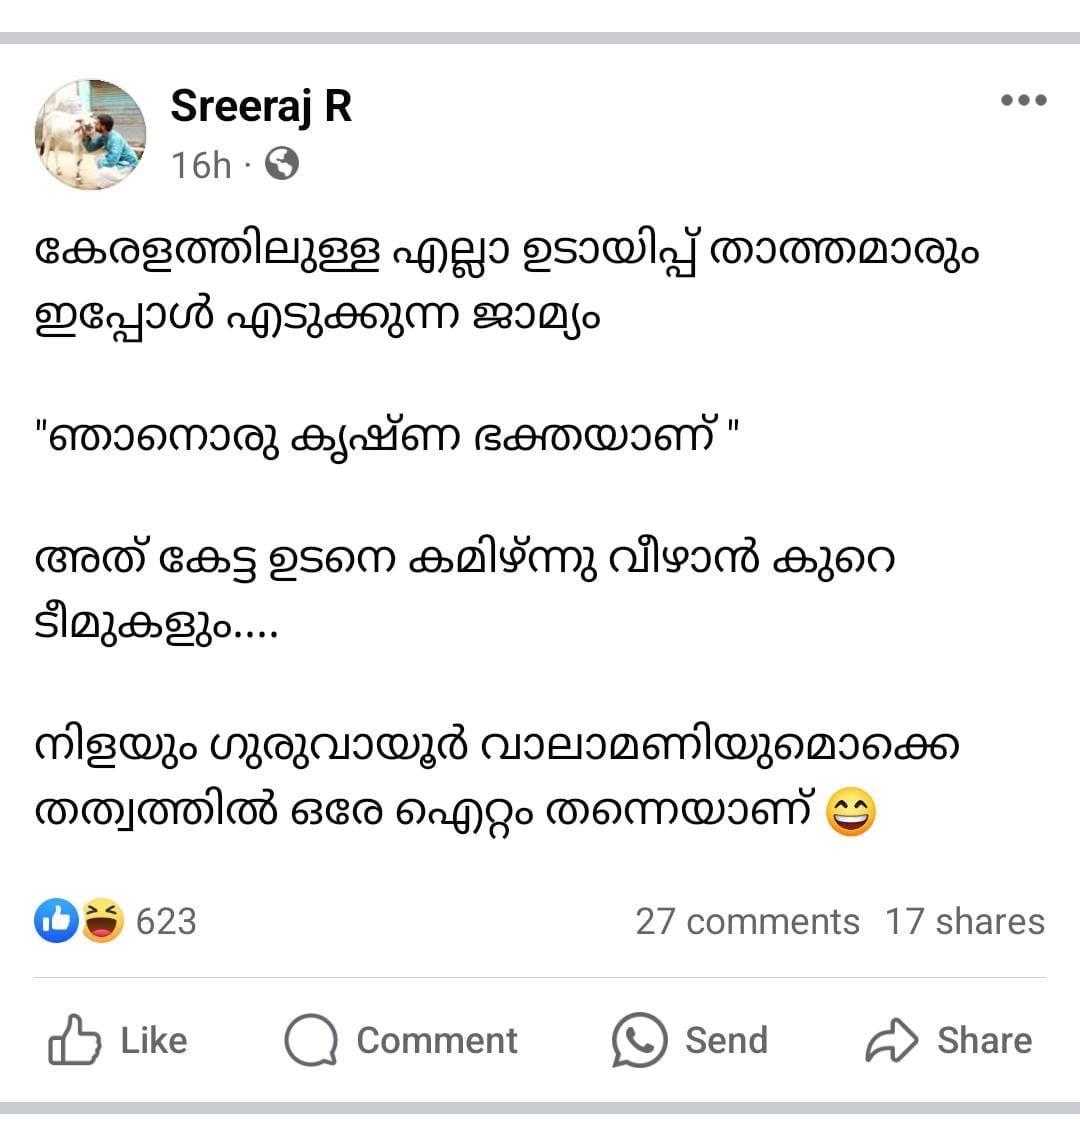 Sreeraj R
16h ·
കേരളത്തിലുള്ള എല്ലാ ഉടായിപ്പ് താത്തമാരും
ഇപ്പോൾ എടുക്കുന്ന ജാമ്യം
"ഞാനൊരു കൃഷ്ണ ഭക്തയാണ് "
അത് കേട്ട ഉടനെ കമിഴ്ന്നു വീഴാൻ കുറെ
ടീമുകളും....
നിളയും ഗുരുവായൂർ വാലാമണിയുമൊക്കെ
തത്വത്തിൽ ഒരേ ഐറ്റം തന്നെയാണ് 😄
623 27 comments 17 shares
Like Comment Send Share